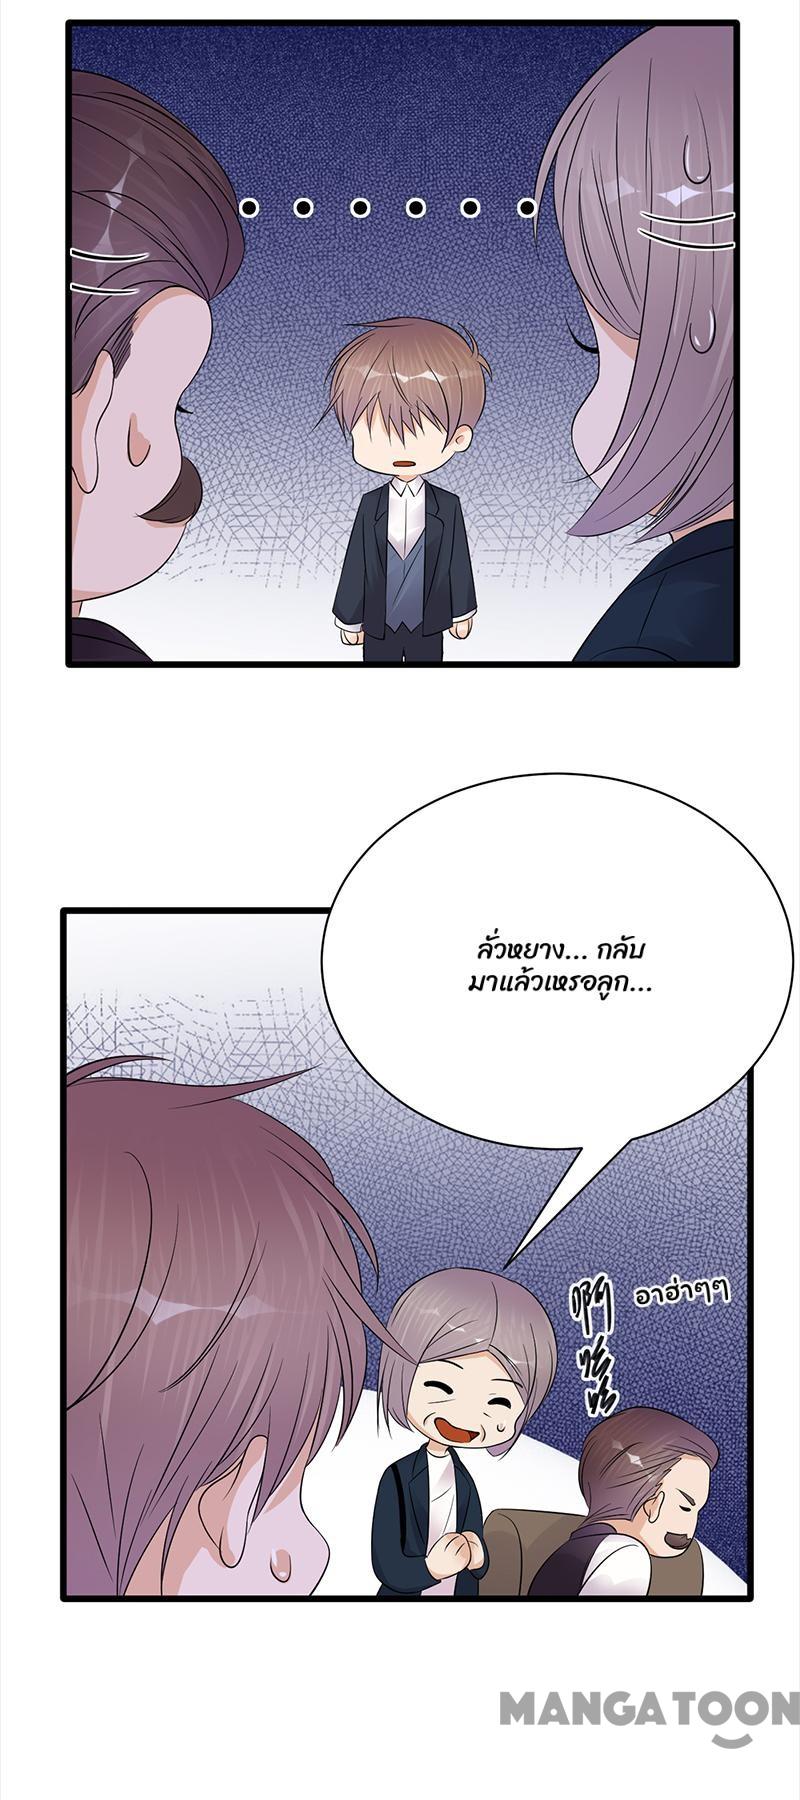 . . . . . .
ลั่วหยาง... กลับ
มาแล้วเหรอลูก...
啊哈哈
อาฮ่าๆๆ
MANGATOON